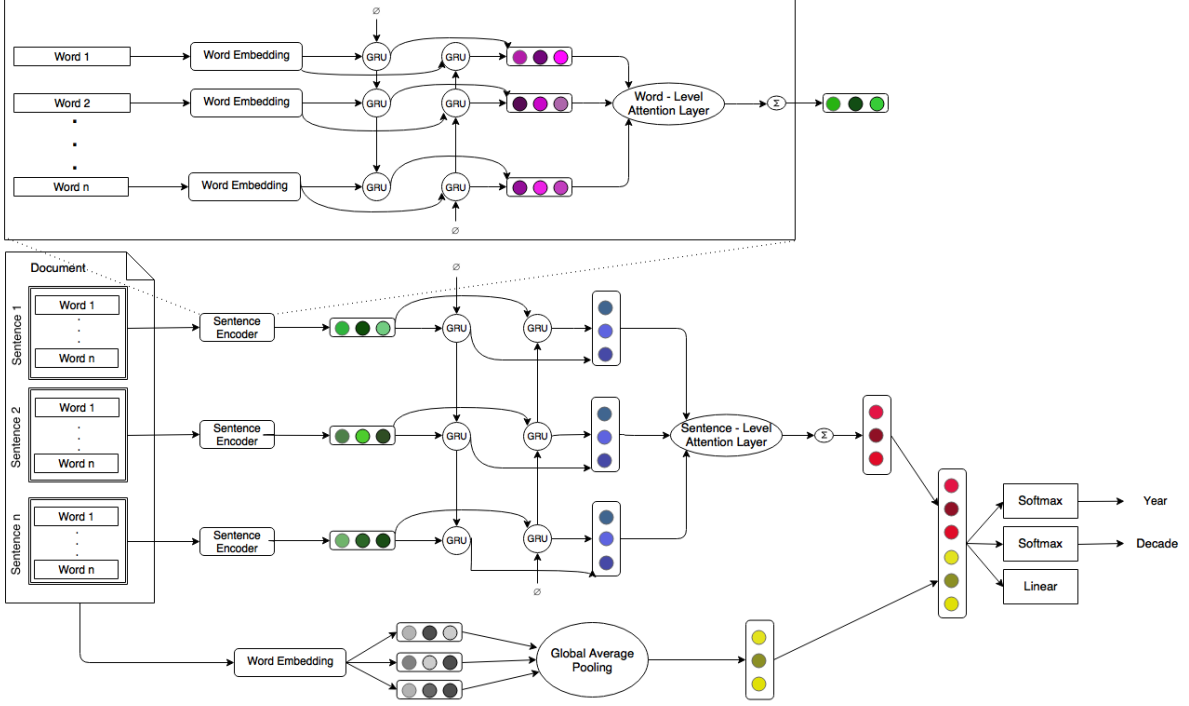 ∅
Word 1
Word Embedding
GRU
GRU
Word 2
Word Embedding
GRU
GRU
Word - Level
Attention Layer
Σ
Word n
Word Embedding
GRU
GRU
∅
Document
Sentence 1
Word 1
Word n
Sentence
Encoder
∅
GRU
GRU
Sentence 2
Word 1
Word n
Sentence
Encoder
GRU
GRU
Sentence - Level
Attention Layer
Σ
Sentence n
Word 1
Word n
Sentence
Encoder
GRU
GRU
∅
Softmax
Year
Softmax
Decade
Linear
Word Embedding
Global Average
Pooling